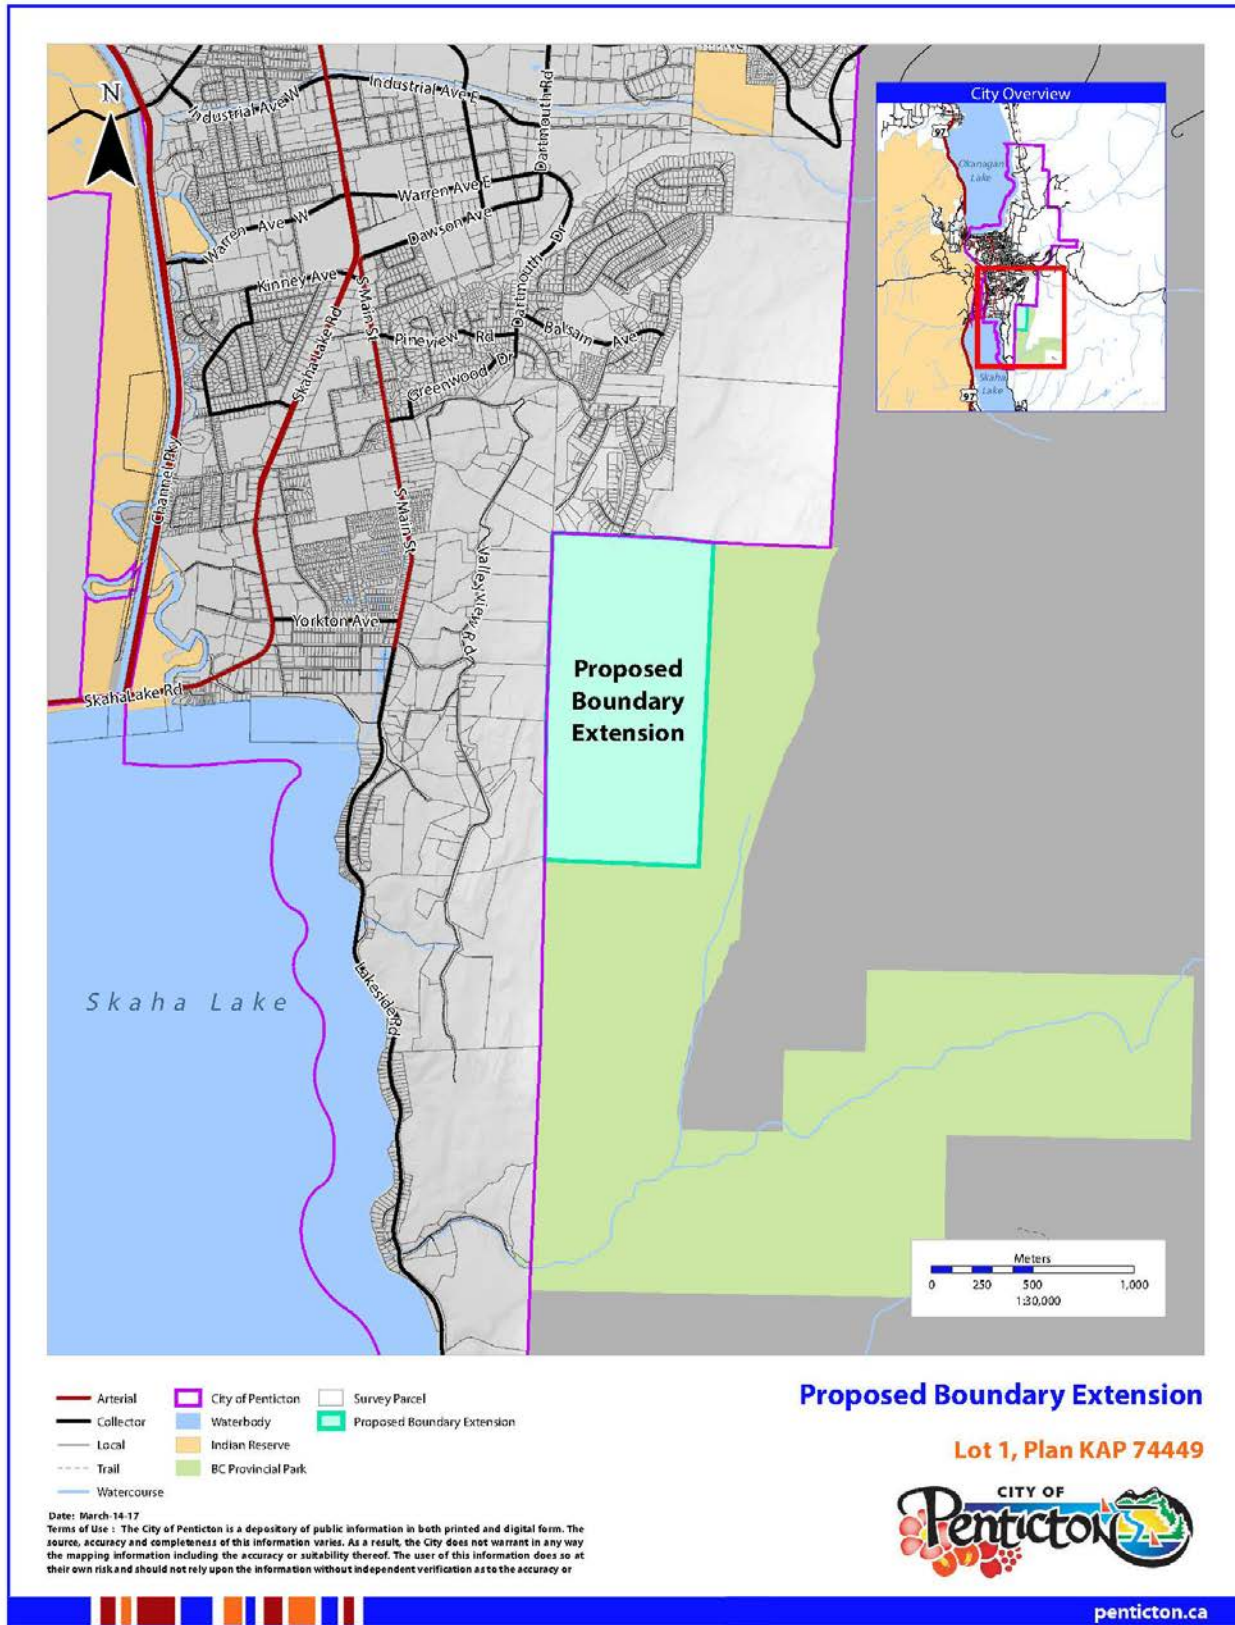 N
Industrial Ave W
Industrial Ave E
Dartmouth Rd
Warren Ave W
Warren Ave E
Dawson Ave
Kinney Ave
Skaha Lake Rd
S Main St
Pineview Rd
Dartmouth Dr
Balsam Ave
Greenwood Dr
Channel Pky
S Main St
Valleyview Rd
Yorkton Ave
Skaha Lake Rd
Lakeside Rd
Skaha Lake
Proposed
Boundary
Extension
City Overview
97
Okanagan
Lake
Skaha
Lake
97
Meters
0 250 500 1,000
1:30,000
Arterial
Collector
Local
Trail
Watercourse
City of Penticton
Waterbody
Indian Reserve
BC Provincial Park
Survey Parcel
Proposed Boundary Extension
Proposed Boundary Extension
Lot 1, Plan KAP 74449
CITY OF
Penticton
Date: March-14-17
Terms of Use : The City of Penticton is a depository of public information in both printed and digital form. The
source, accuracy and completeness of this information varies. As a result, the City does not warrant in any way
the mapping information including the accuracy or suitability thereof. The user of this information does so at
their own risk and should not rely upon the information without independent verification as to the accuracy or
penticton.ca